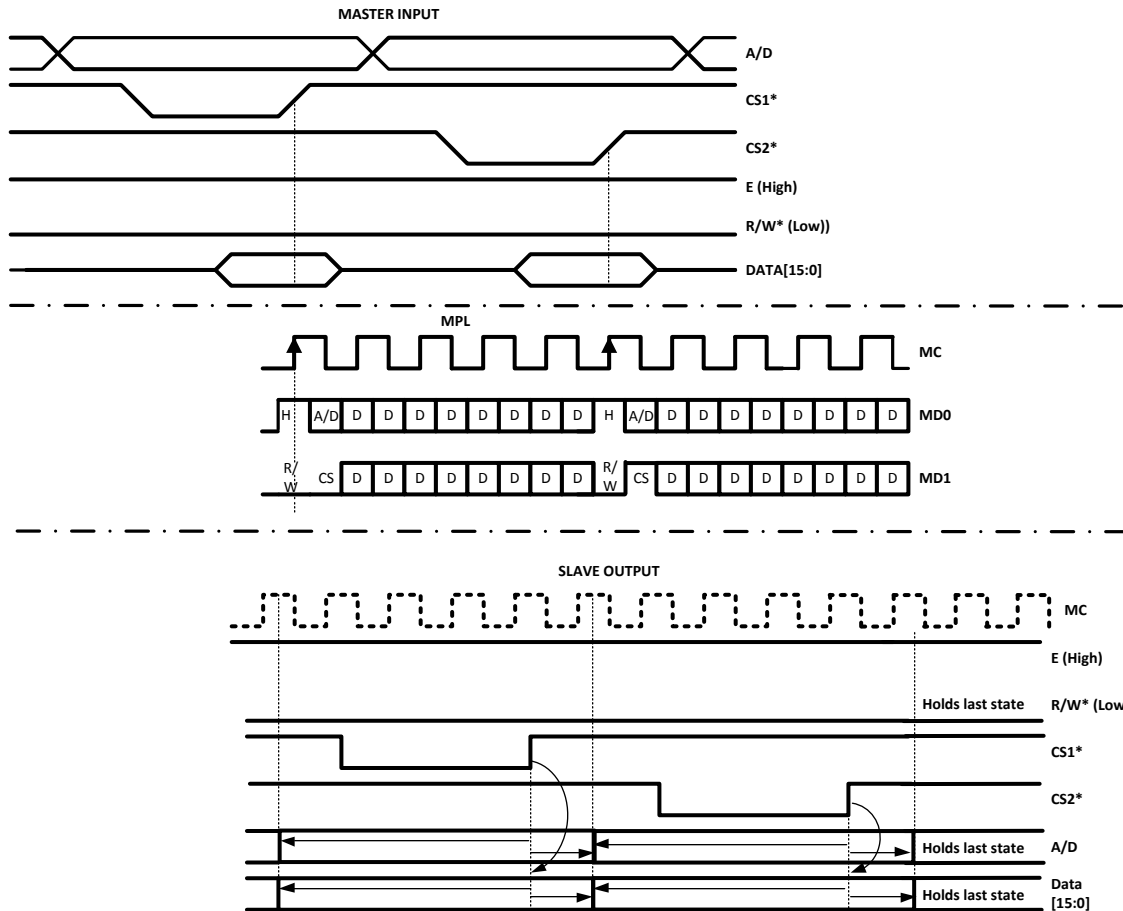 MASTER INPUT
A/D
CS1*
CS2*
E (High)
R/W* (Low))
DATA[15:0]
MPL
MC
H A/D D D D D D D D D H A/D D D D D D D D D MD0
R/
W CS D D D D D D D D R/
W CS D D D D D D D D MD1
SLAVE OUTPUT
MC
E (High)
Holds last state R/W* (Low
CS1*
CS2*
Holds last state A/D
Holds last state Data
[15:0]